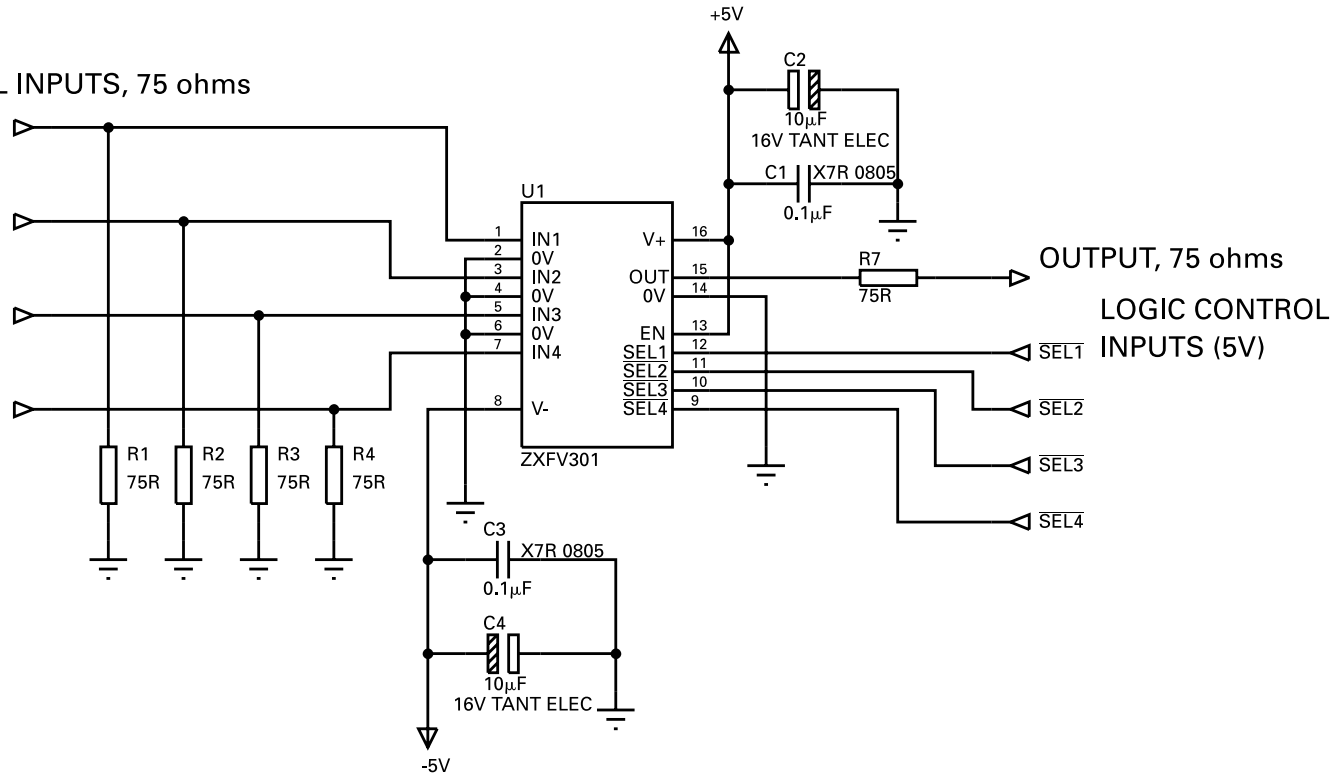 +5V
C2
10µF
16V TANT ELEC
C1 X7R 0805
0.1µF
INPUTS, 75 ohms
U1
1 IN1
2 0V
3 IN2
4 0V
5 IN3
6 0V
7 IN4
8 V-
V+ 16
OUT 15
0V 14
EN 13
SEL1 12
SEL2 11
SEL3 10
SEL4 9
ZXFV301
R7
75R
OUTPUT, 75 ohms
LOGIC CONTROL
INPUTS (5V)
SEL1
SEL2
SEL3
SEL4
R1
75R
R2
75R
R3
75R
R4
75R
C3
X7R 0805
0.1µF
C4
10µF
16V TANT ELEC
-5V